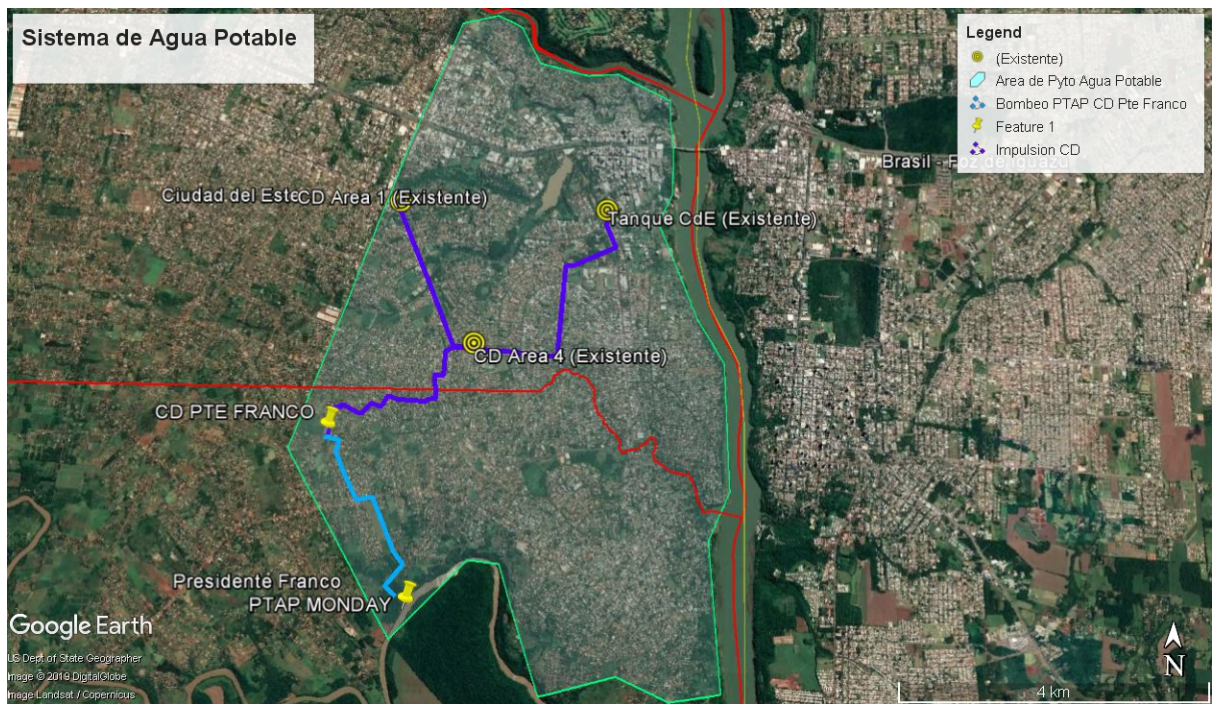 Sistema de Agua Potable
Legend
(Existente)
Area de Pyto Agua Potable
Bombeo PTAP CD Pte Franco
Feature 1
Impulsion CD
Brasil - Foz de Iguazu
Ciudad del Este
CD Area 1 (Existente)
Tanque CdE (Existente)
CD Area 4 (Existente)
CD PTE FRANCO
Presidente Franco
PTAP MONDAY
Google Earth
US Dept of State Geographer
Image © 2019 DigitalGlobe
Image Landsat / Copernicus
N
4 km